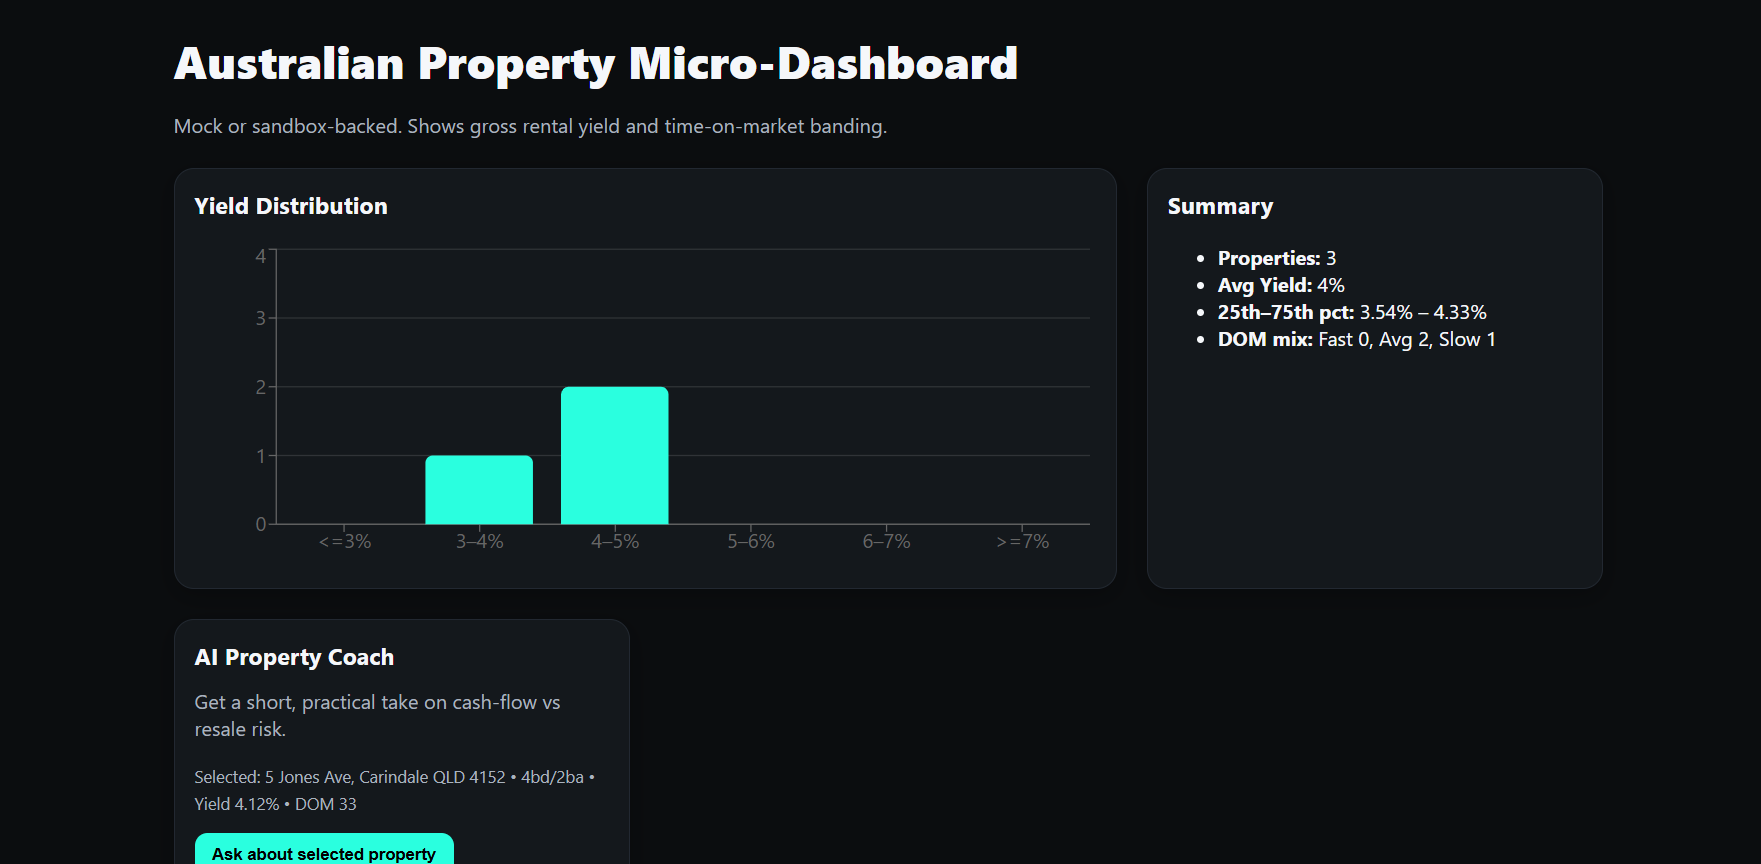 Australian Property Micro-Dashboard
Mock or sandbox-backed. Shows gross rental yield and time-on-market banding.
Yield Distribution
4
3
2
1
0
<=3% 3–4% 4–5% 5–6% 6–7% >=7%
Summary
• Properties: 3
• Avg Yield: 4%
• 25th–75th pct: 3.54% – 4.33%
• DOM mix: Fast 0, Avg 2, Slow 1
AI Property Coach
Get a short, practical take on cash-flow vs
resale risk.
Selected: 5 Jones Ave, Carindale QLD 4152 • 4bd/2ba •
Yield 4.12% • DOM 33
Ask about selected property